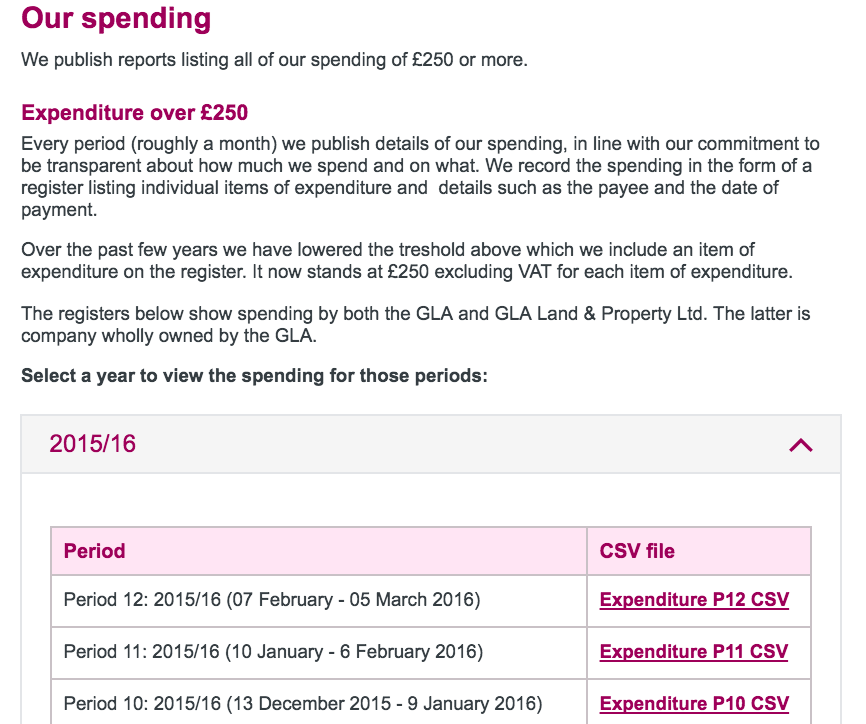 Our spending
We publish reports listing all of our spending of £250 or more.
Expenditure over £250
Every period (roughly a month) we publish details of our spending, in line with our commitment to
be transparent about how much we spend and on what. We record the spending in the form of a
register listing individual items of expenditure and  details such as the payee and the date of
payment.
Over the past few years we have lowered the treshold above which we include an item of
expenditure on the register. It now stands at £250 excluding VAT for each item of expenditure.
The registers below show spending by both the GLA and GLA Land & Property Ltd. The latter is
company wholly owned by the GLA.
Select a year to view the spending for those periods:
2015/16
Period CSV file
Period 12: 2015/16 (07 February - 05 March 2016) Expenditure P12 CSV
Period 11: 2015/16 (10 January - 6 February 2016) Expenditure P11 CSV
Period 10: 2015/16 (13 December 2015 - 9 January 2016) Expenditure P10 CSV